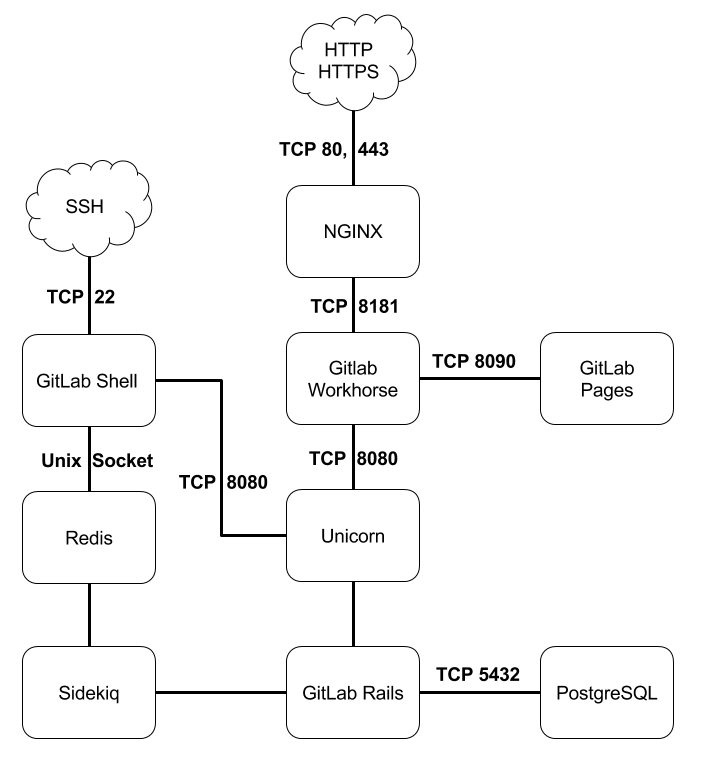 HTTP
HTTPS
TCP 80, 443
SSH
NGINX
TCP 22
TCP 8181
GitLab Shell
Gitlab
Workhorse
TCP 8090
GitLab
Pages
Unix Socket
TCP 8080
TCP 8080
Redis
Unicorn
Sidekiq
GitLab Rails
TCP 5432
PostgreSQL